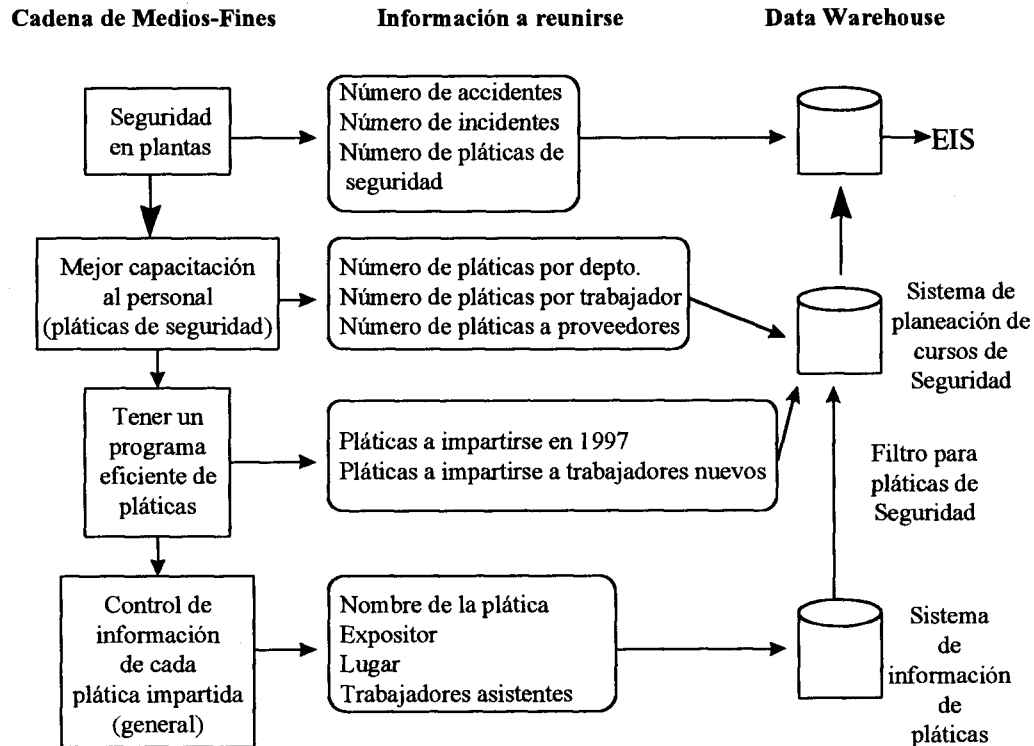 Cadena de Medios-Fines
Información a reunirse
Data Warehouse
Seguridad
en plantas
Número de accidentes
Número de incidentes
Número de pláticas de
seguridad
EIS
Mejor capacitación
al personal
(pláticas de seguridad)
Número de pláticas por depto.
Número de pláticas por trabajador
Número de pláticas a proveedores
Sistema de
planeación de
cursos de
Seguridad
Tener un
programa
eficiente de
pláticas
Pláticas a impartirse en 1997
Pláticas a impartirse a trabajadores nuevos
Filtro para
pláticas de
Seguridad
Control de
información
de cada
plática impartida
(general)
Nombre de la plática
Expositor
Lugar
Trabajadores asistentes
Sistema
de
información
de
pláticas